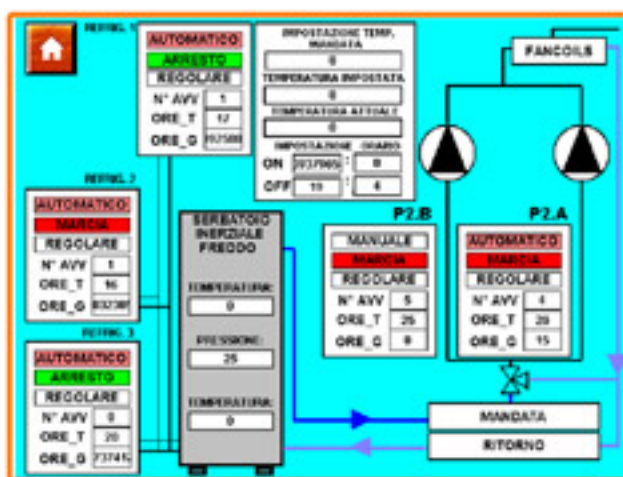 REFRIG. 1
AUTOMATICO
ARRESTO
REGOLARE
N° AVV 1
ORE_T 17
ORE_G
IMPOSTAZIONE TEMP. MANDATA
0
TEMPERATURA IMPOSTATA
0
TEMPERATURA ATTUALE
0
IMPOSTAZIONE ORARIO
ON : 0
OFF 19 : 4
FANCOILS
REFRIG. 2
AUTOMATICO
MARCIA
REGOLARE
N° AVV 1
ORE_T 16
ORE_G
SERBATOIO
INERZIALE
FREDDO
TEMPERATURA:
0
PRESSIONE:
25
TEMPERATURA:
0
P2.B
MANUALE
MARCIA
REGOLARE
N° AVV 5
ORE_T 25
ORE_G 0
P2.A
AUTOMATICO
MARCIA
REGOLARE
N° AVV 4
ORE_T 20
ORE_G 15
REFRIG. 3
AUTOMATICO
ARRESTO
REGOLARE
N° AVV 0
ORE_T 20
ORE_G
MANDATA
RITORNO